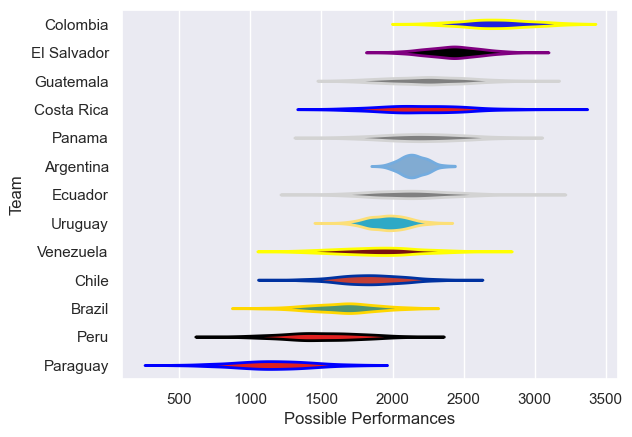 Colombia
El Salvador
Guatemala
Costa Rica
Panama
Argentina
Ecuador
Uruguay
Venezuela
Chile
Brazil
Peru
Paraguay
Team
500 1000 1500 2000 2500 3000 3500
Possible Performances